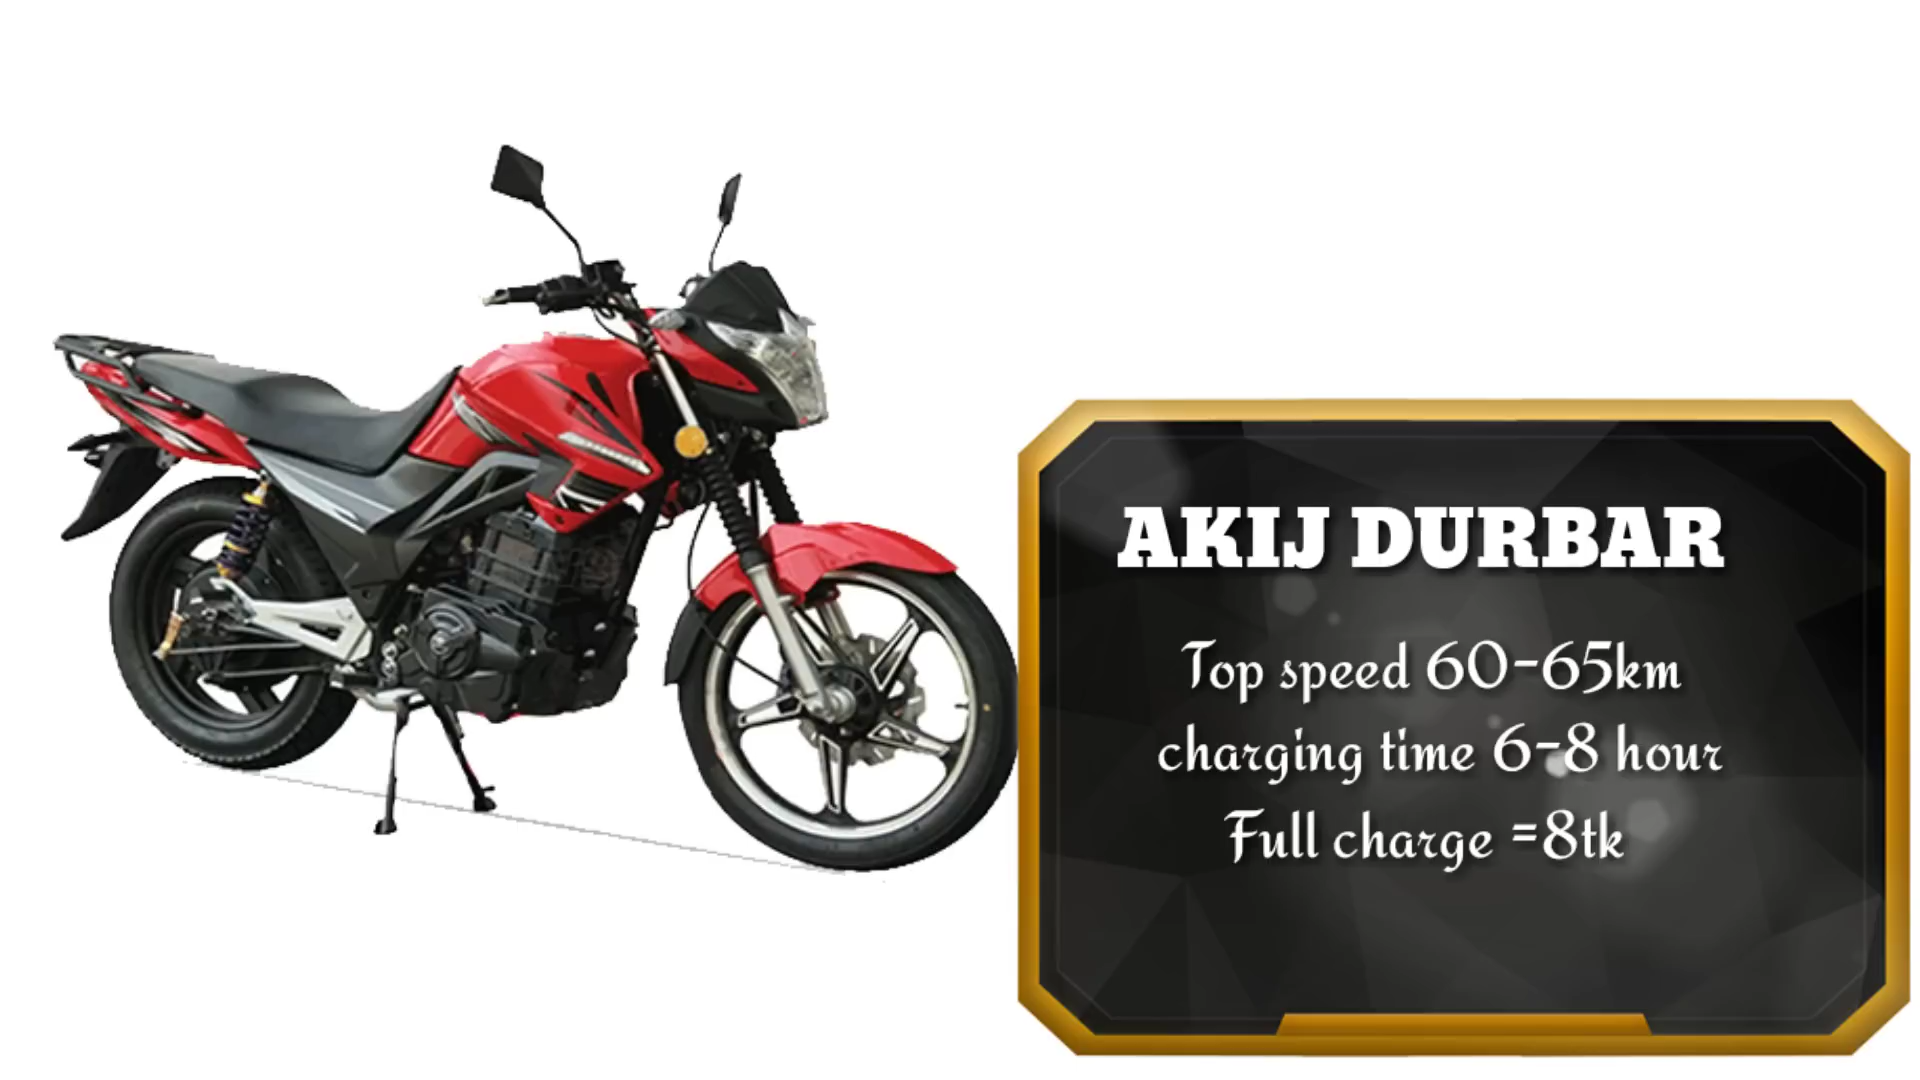 AKIJ DURBAR
Top speed 60-65km
charging time 6-8 hour
Full charge =8tk